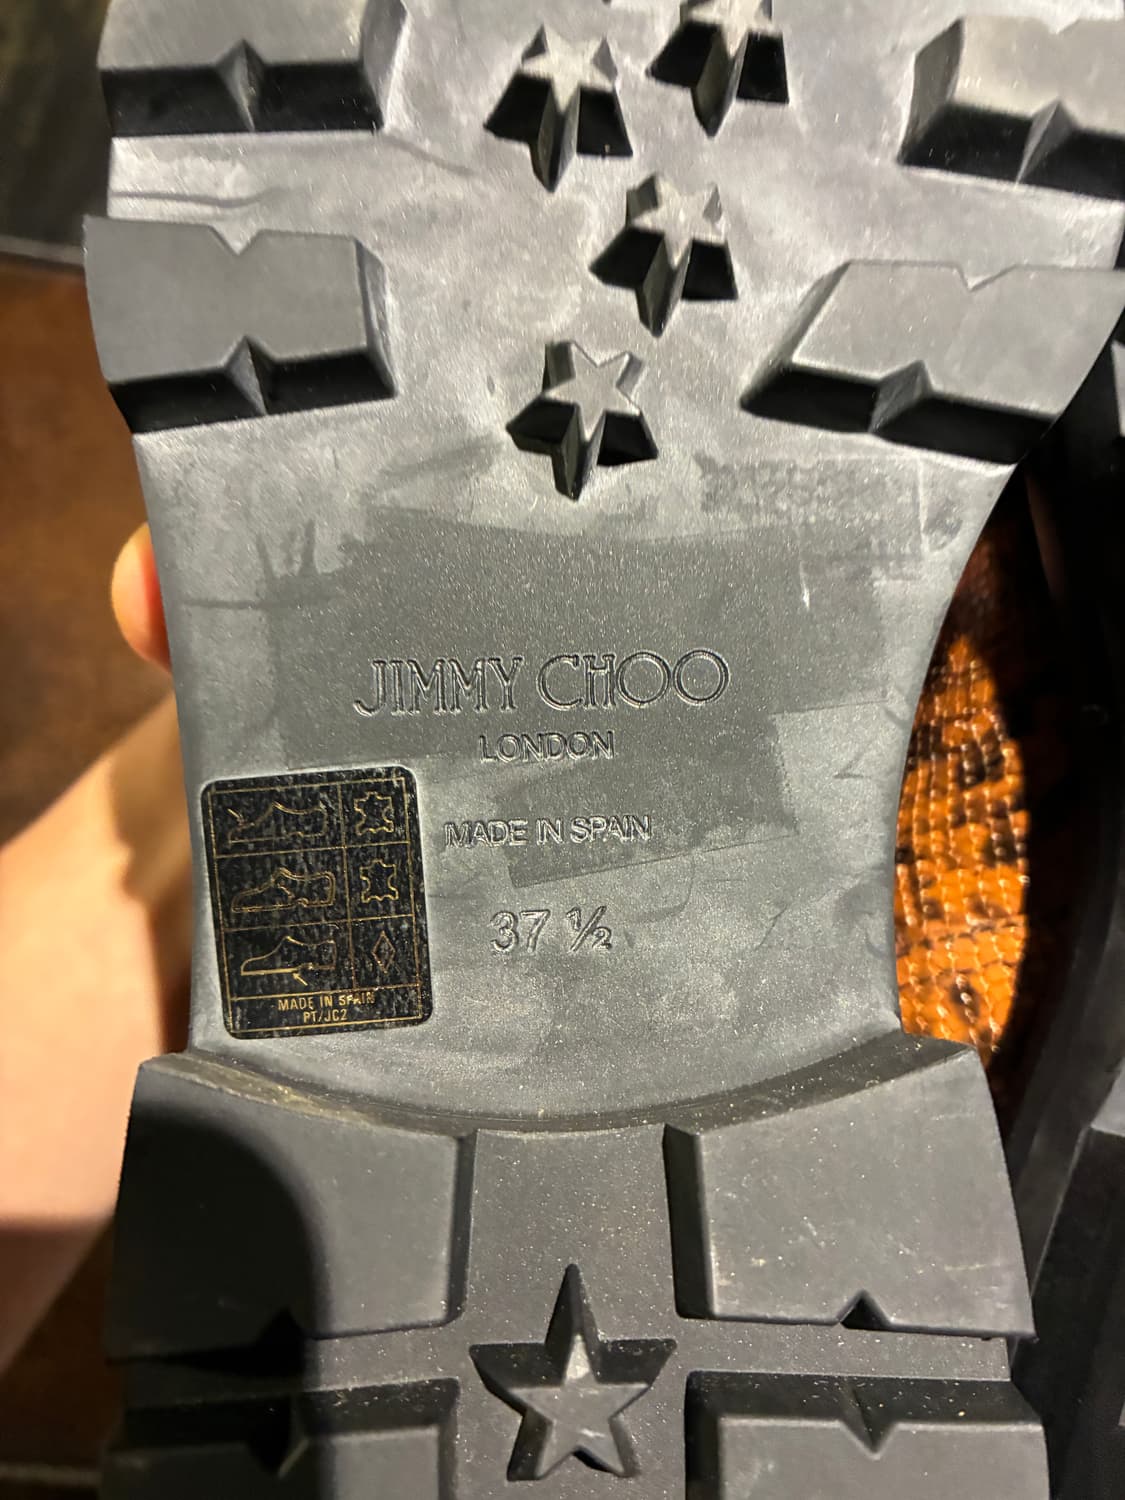 JIMMY CHOO
LONDON
MADE IN SPAIN
37 ½
MADE IN SPAIN
PT/JC2